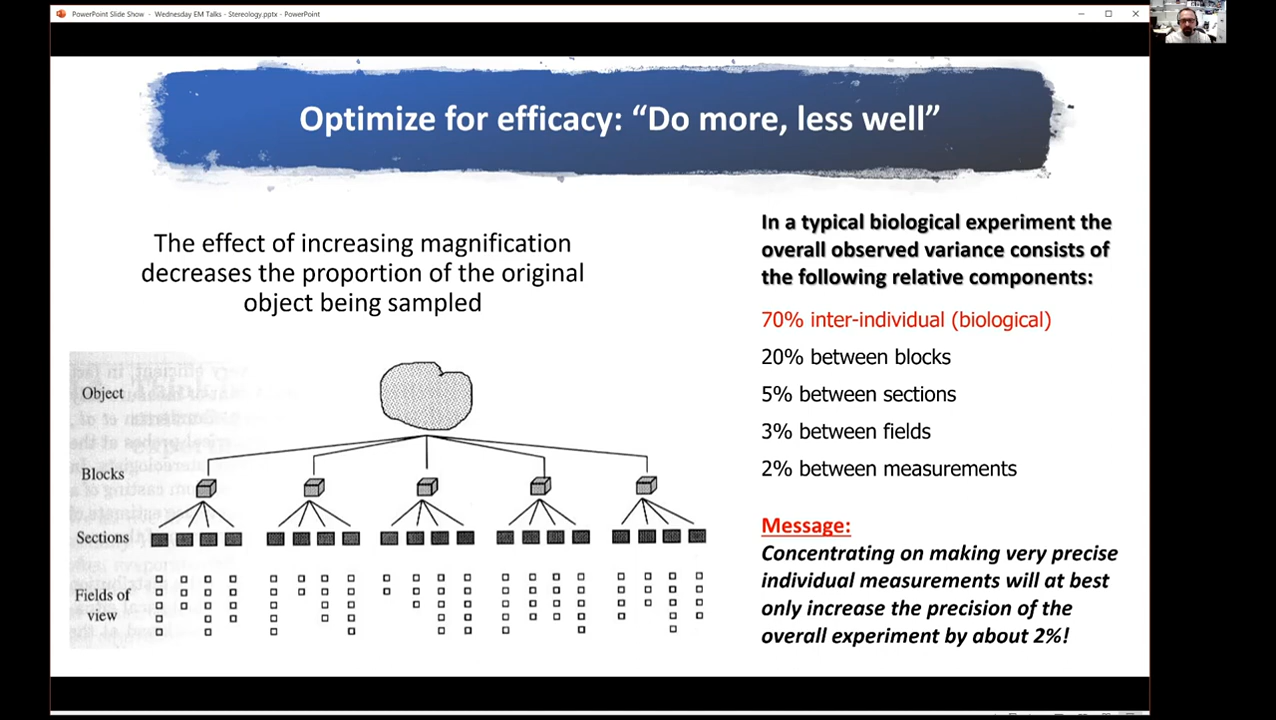 PowerPoint Slide Show - Wednesday EM Talks - Stereology.pptx - PowerPoint
Optimize for efficacy: “Do more, less well”
The effect of increasing magnification
decreases the proportion of the original
object being sampled
Object
Blocks
Sections
Fields of
view
In a typical biological experiment the
overall observed variance consists of
the following relative components:
70% inter-individual (biological)
20% between blocks
5% between sections
3% between fields
2% between measurements
Message:
Concentrating on making very precise
individual measurements will at best
only increase the precision of the
overall experiment by about 2%!